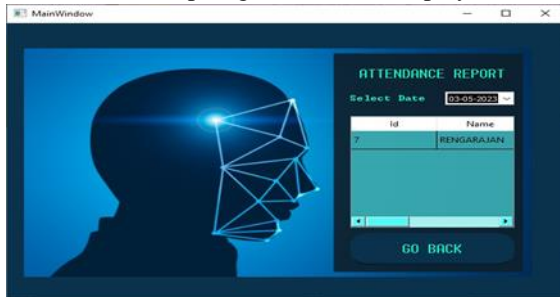 MainWindow
ATTENDANCE REPORT
Select Date 03-05-2023
Id Name
7 RENGARAJAN
GO BACK